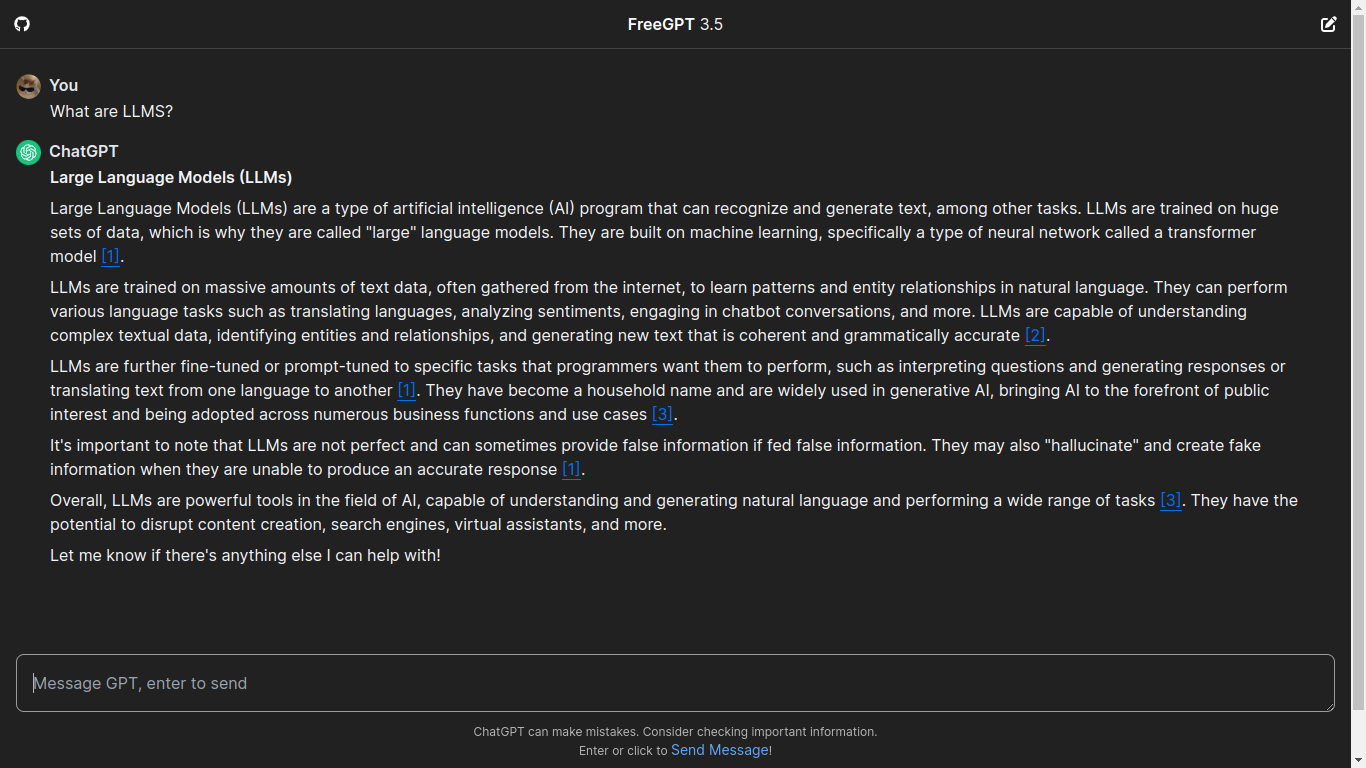 FreeGPT 3.5
You
What are LLMS?
ChatGPT
Large Language Models (LLMs)
Large Language Models (LLMs) are a type of artificial intelligence (AI) program that can recognize and generate text, among other tasks. LLMs are trained on huge
sets of data, which is why they are called "large" language models. They are built on machine learning, specifically a type of neural network called a transformer
model [1].
LLMs are trained on massive amounts of text data, often gathered from the internet, to learn patterns and entity relationships in natural language. They can perform
various language tasks such as translating languages, analyzing sentiments, engaging in chatbot conversations, and more. LLMs are capable of understanding
complex textual data, identifying entities and relationships, and generating new text that is coherent and grammatically accurate [2].
LLMs are further fine-tuned or prompt-tuned to specific tasks that programmers want them to perform, such as interpreting questions and generating responses or
translating text from one language to another [1]. They have become a household name and are widely used in generative AI, bringing AI to the forefront of public
interest and being adopted across numerous business functions and use cases [3].
It's important to note that LLMs are not perfect and can sometimes provide false information if fed false information. They may also "hallucinate" and create fake
information when they are unable to produce an accurate response [1].
Overall, LLMs are powerful tools in the field of AI, capable of understanding and generating natural language and performing a wide range of tasks [3]. They have the
potential to disrupt content creation, search engines, virtual assistants, and more.
Let me know if there's anything else I can help with!
Message GPT, enter to send
ChatGPT can make mistakes. Consider checking important information.
Enter or click to Send Message!